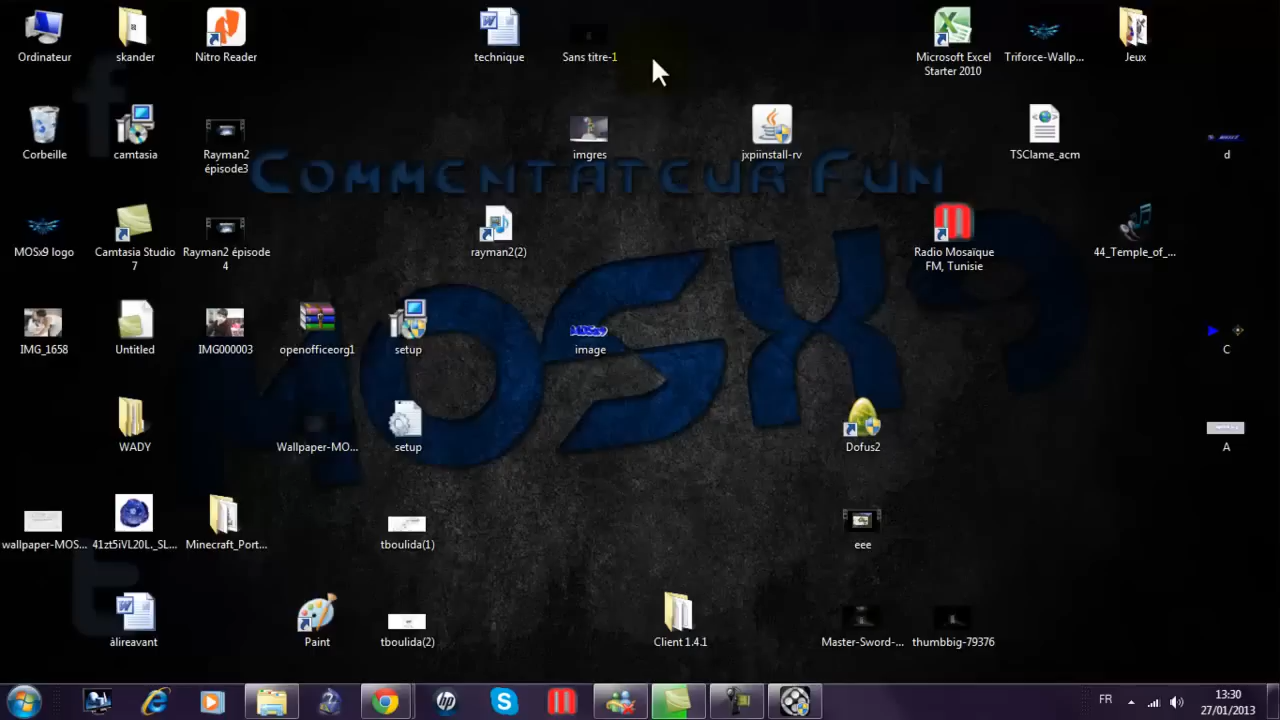 Ordinateur
skander
Nitro Reader
technique
Sans titre-1
Microsoft Excel
Starter 2010
Triforce-Wallp...
Jeux
Corbeille
camtasia
Rayman2
épisode3
imgres
jxpiinstall-rv
TSClame_acm
d
COMMENTATEUR FUN
MOSx9 logo
Camtasia Studio
7
Rayman2 épisode
4
rayman2(2)
Radio Mosaïque
FM, Tunisie
44_Temple_of_...
MOSX9
IMG_1658
Untitled
IMG000003
openofficeorg1
setup
image
C
WADY
Wallpaper-MO...
setup
Dofus2
A
wallpaper-MOS...
41zt5iVL20L._SL...
Minecraft_Port...
tboulida(1)
eee
àlireavant
Paint
tboulida(2)
Client 1.4.1
Master-Sword-...
thumbbig-79376
FR
13:30
27/01/2013